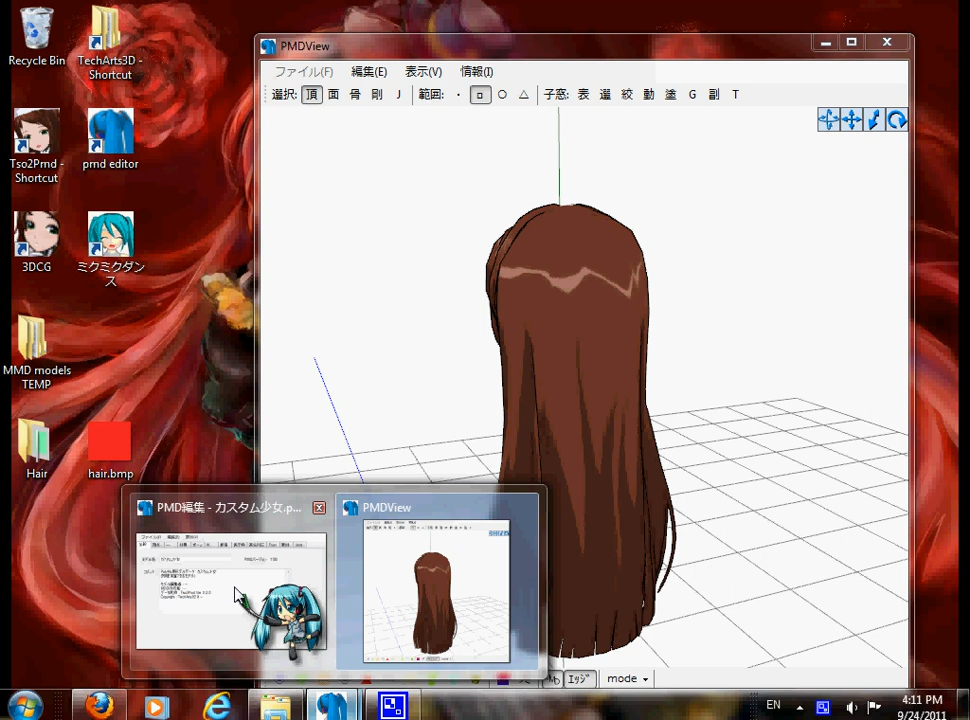 PMDView
ファイル(F) 編集(E) 表示(V) 情報(I)
選択: 頂 面 骨 剛 J 範囲: 子窓: 表 選 絞 動 塗 G 副 T
Recycle Bin
TechArts3D - Shortcut
Tso2Pmd - Shortcut
pmd editor
3DCG
ミクミクダンス
MMD models TEMP
Hair
hair.bmp
PMD編集 - カスタム少女.p...
PMDView
ｴｯｼﾞ mode
EN
4:11 PM
9/24/2011